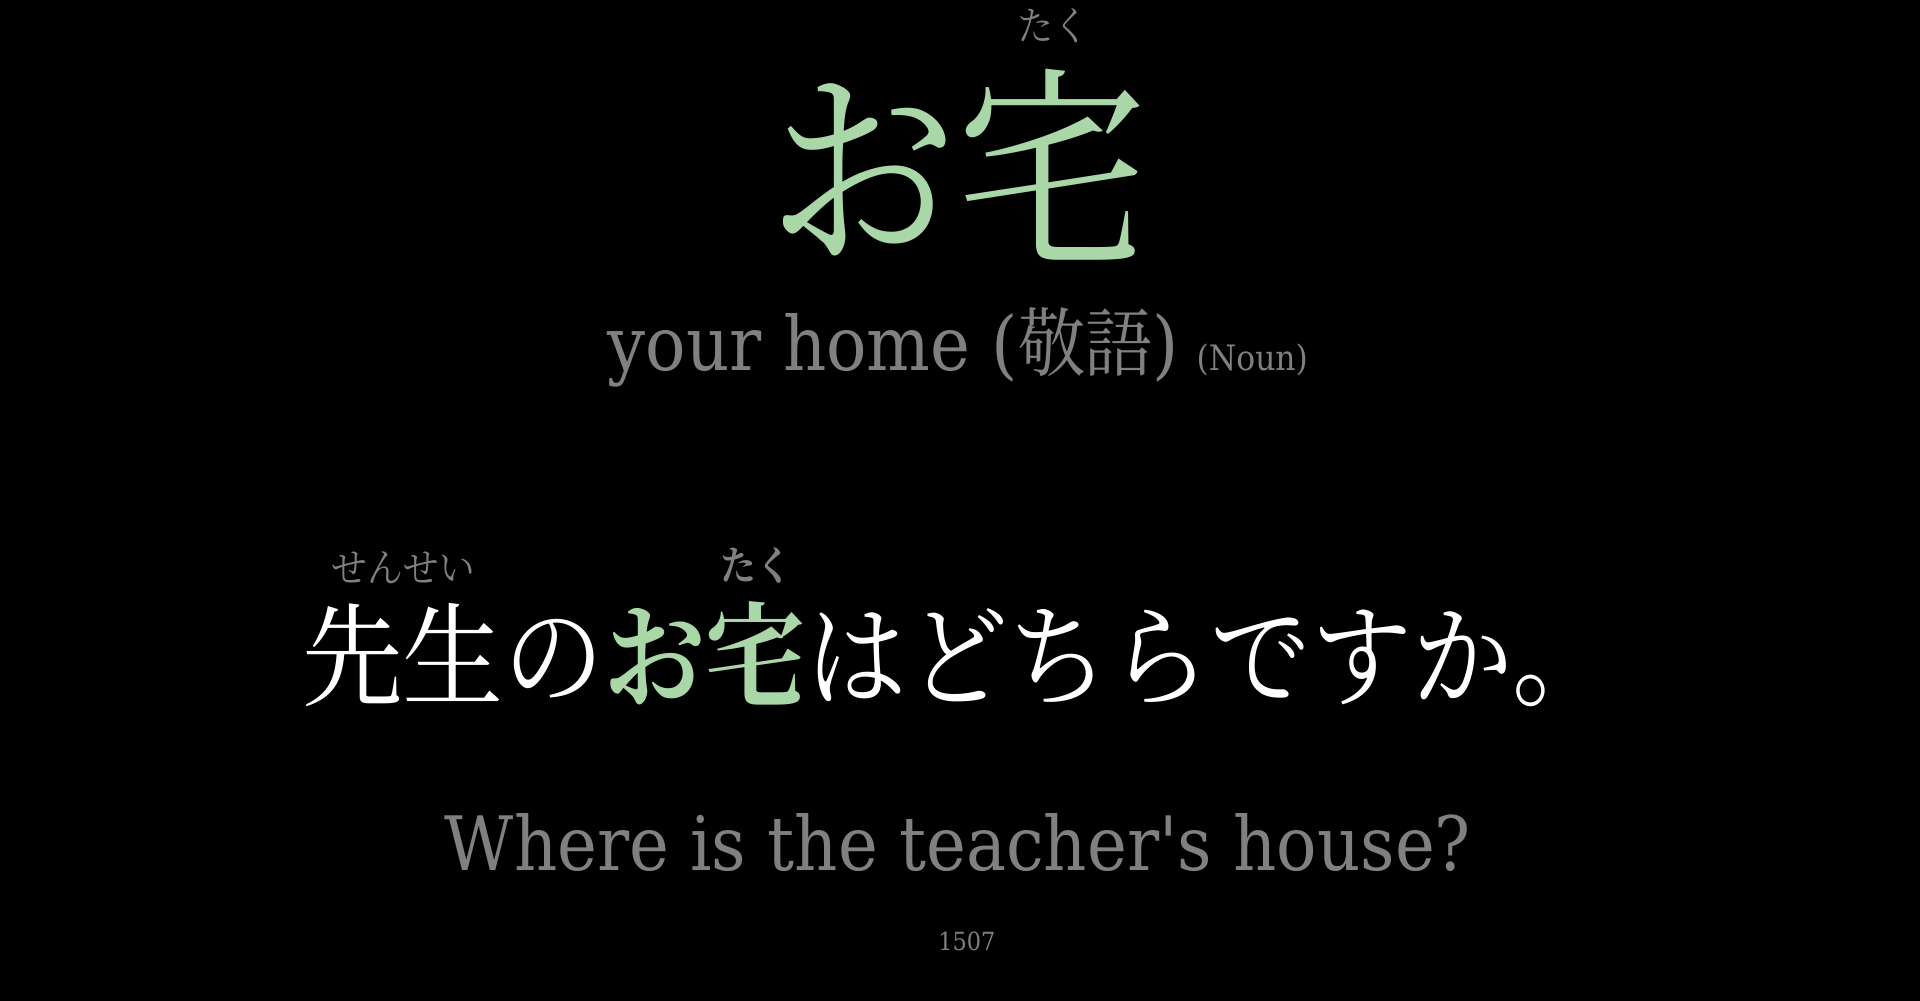 たく
お宅
your home (敬語) (Noun)
せんせい たく
先生のお宅はどちらですか。
Where is the teacher's house?
1507